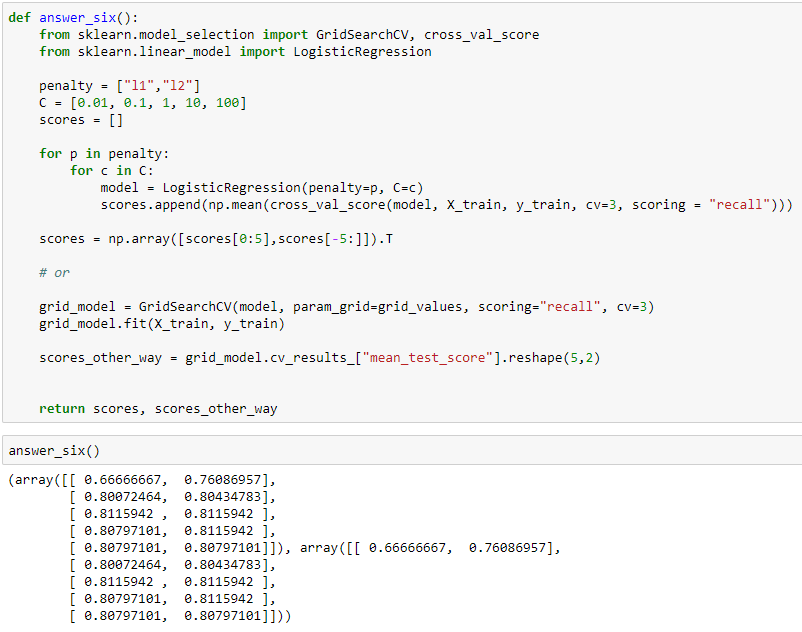 def answer_six():
    from sklearn.model_selection import GridSearchCV, cross_val_score
    from sklearn.linear_model import LogisticRegression

    penalty = ["l1","l2"]
    C = [0.01, 0.1, 1, 10, 100]
    scores = []

    for p in penalty:
        for c in C:
            model = LogisticRegression(penalty=p, C=c)
            scores.append(np.mean(cross_val_score(model, X_train, y_train, cv=3, scoring = "recall")))

    scores = np.array([scores[0:5],scores[-5:]]).T

    # or

    grid_model = GridSearchCV(model, param_grid=grid_values, scoring="recall", cv=3)
    grid_model.fit(X_train, y_train)

    scores_other_way = grid_model.cv_results_["mean_test_score"].reshape(5,2)


    return scores, scores_other_way

answer_six()

(array([[ 0.66666667,  0.76086957],
        [ 0.80072464,  0.80434783],
        [ 0.8115942 ,  0.8115942 ],
        [ 0.80797101,  0.8115942 ],
        [ 0.80797101,  0.80797101]]), array([[ 0.66666667,  0.76086957],
        [ 0.80072464,  0.80434783],
        [ 0.8115942 ,  0.8115942 ],
        [ 0.80797101,  0.8115942 ],
        [ 0.80797101,  0.80797101]]))